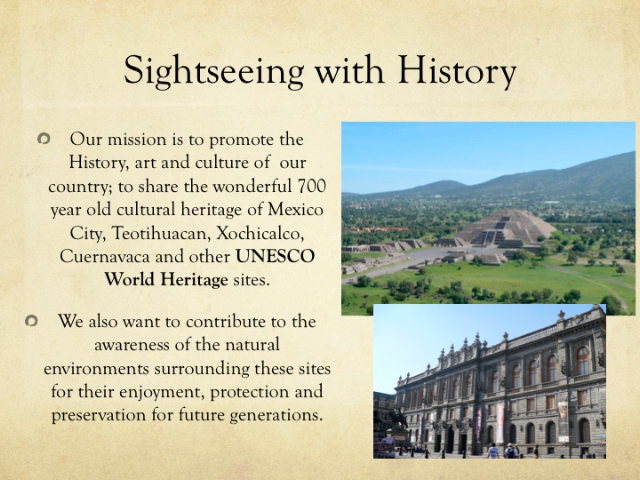 Sightseeing with History
Our mission is to promote the
History, art and culture of our
country; to share the wonderful 700
year old cultural heritage of Mexico
City, Teotihuacan, Xochicalco,
Cuernavaca and other UNESCO
World Heritage sites.
We also want to contribute to the
awareness of the natural
environments surrounding these sites
for their enjoyment, protection and
preservation for future generations.